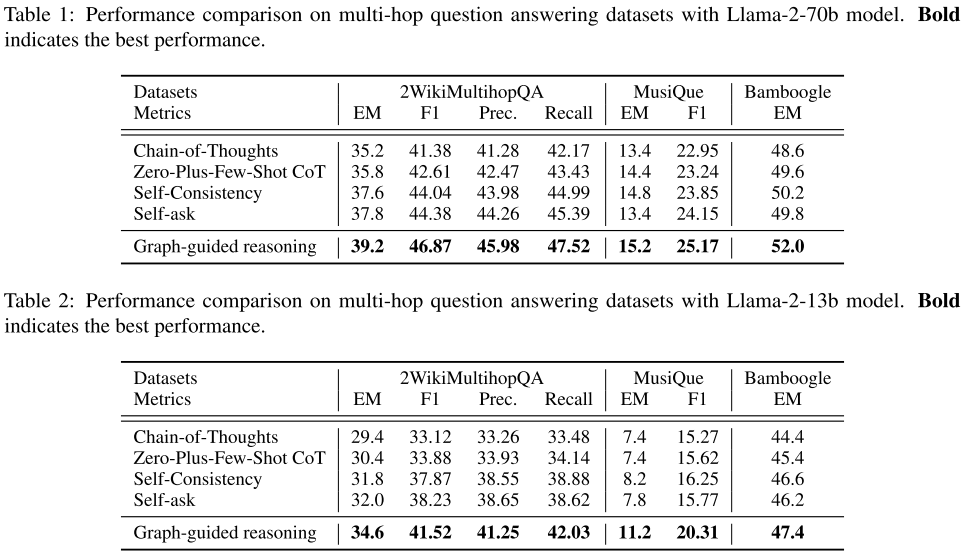 Table 1: Performance comparison on multi-hop question answering datasets with Llama-2-70b model. Bold
indicates the best performance.
Datasets 2WikiMultihopQA MusiQue Bamboogle
Metrics EM F1 Prec. Recall EM F1 EM
Chain-of-Thoughts 35.2 41.38 41.28 42.17 13.4 22.95 48.6
Zero-Plus-Few-Shot CoT 35.8 42.61 42.47 43.43 14.4 23.24 49.6
Self-Consistency 37.6 44.04 43.98 44.99 14.8 23.85 50.2
Self-ask 37.8 44.38 44.26 45.39 13.4 24.15 49.8
Graph-guided reasoning 39.2 46.87 45.98 47.52 15.2 25.17 52.0
Table 2: Performance comparison on multi-hop question answering datasets with Llama-2-13b model. Bold
indicates the best performance.
Datasets 2WikiMultihopQA MusiQue Bamboogle
Metrics EM F1 Prec. Recall EM F1 EM
Chain-of-Thoughts 29.4 33.12 33.26 33.48 7.4 15.27 44.4
Zero-Plus-Few-Shot CoT 30.4 33.88 33.93 34.14 7.4 15.62 45.4
Self-Consistency 31.8 37.87 38.55 38.88 8.2 16.25 46.6
Self-ask 32.0 38.23 38.65 38.62 7.8 15.77 46.2
Graph-guided reasoning 34.6 41.52 41.25 42.03 11.2 20.31 47.4